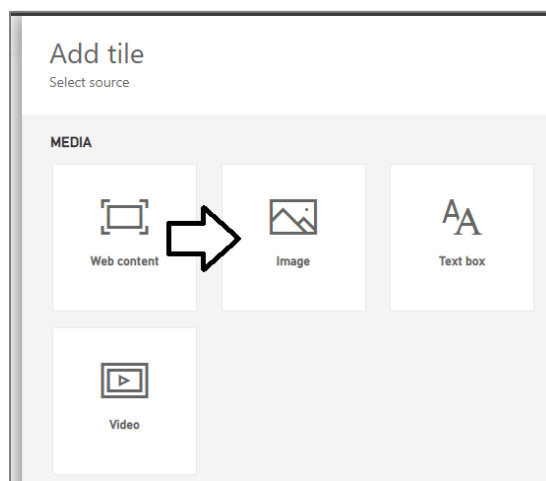 Add tile
Select source
MEDIA
Web content
Image
Text box
Video